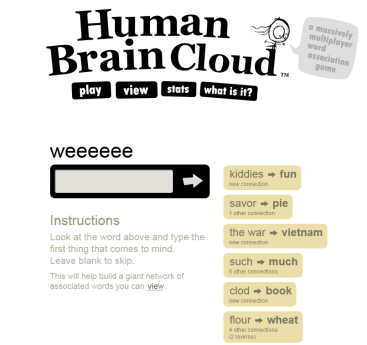 Human
Brain Cloud™
a massively
multiplayer
word
association
game
play view stats what is it?
weeeeee
Instructions
Look at the word above and type the
first thing that comes to mind.
Leave blank to skip.
This will help build a giant network of
associated words you can view.
kiddies ➡ fun
new connection
savor ➡ pie
1 other connection
the war ➡ vietnam
new connection
such ➡ much
6 other connections
clod ➡ book
new connection
flour ➡ wheat
4 other connections
(2 reverse)